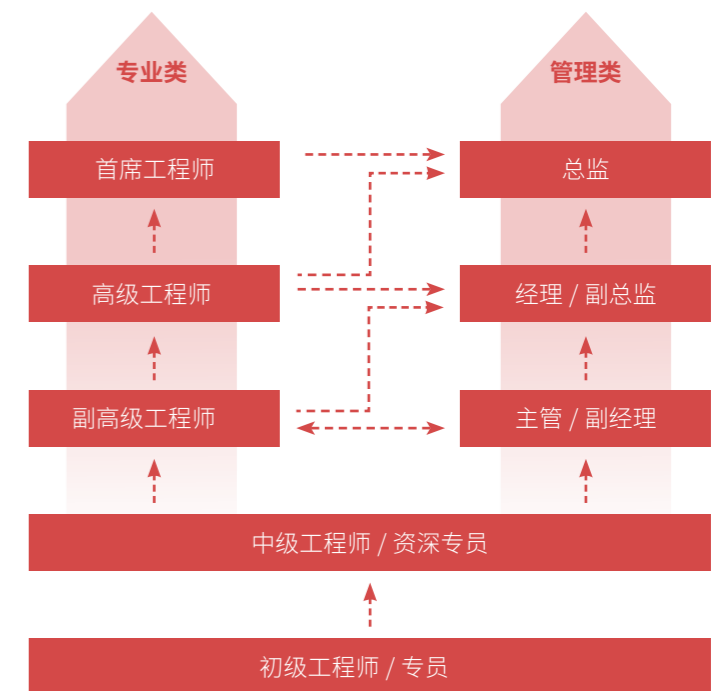 专业类
管理类
首席工程师
总监
高级工程师
经理 / 副总监
副高级工程师
主管 / 副经理
中级工程师 / 资深专员
初级工程师 / 专员